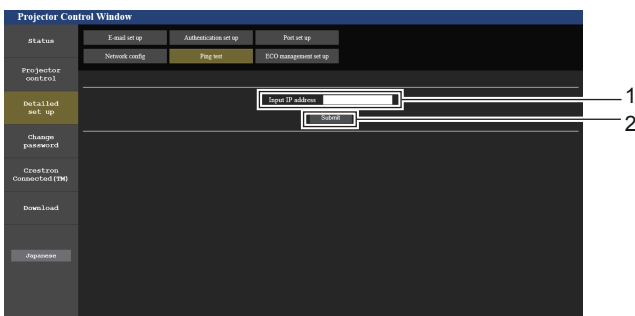 Projector Control Window
Status
E-mail set up
Authentication set up
Port set up
Network config
Ping test
ECO management set up
Projector
control
Detailed
set up
Input IP address
1
Submit
2
Change
password
Crestron
Connected(TM)
Download
Japanese